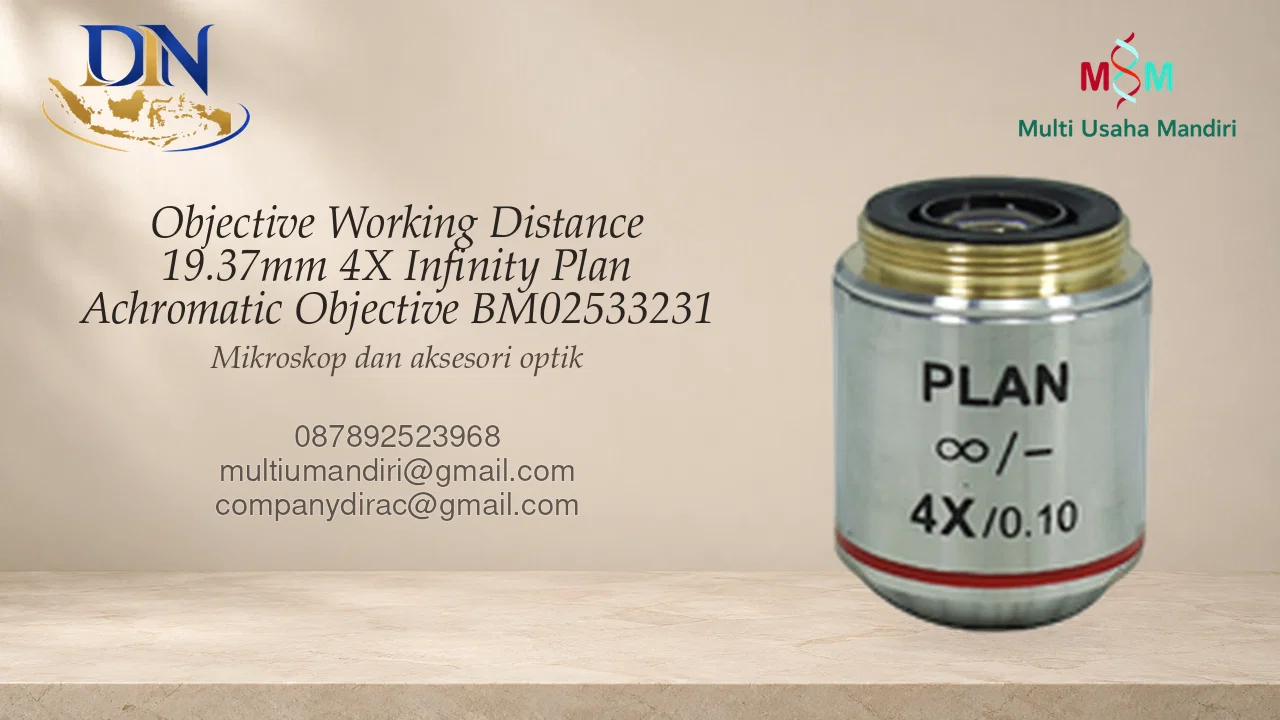 DN
M M
Multi Usaha Mandiri
Objective Working Distance
19.37mm 4X Infinity Plan
Achromatic Objective BM02533231
Mikroskop dan aksesori optik
087892523968
multiumandiri@gmail.com
companydirac@gmail.com
PLAN
∞/-
4X/0.10